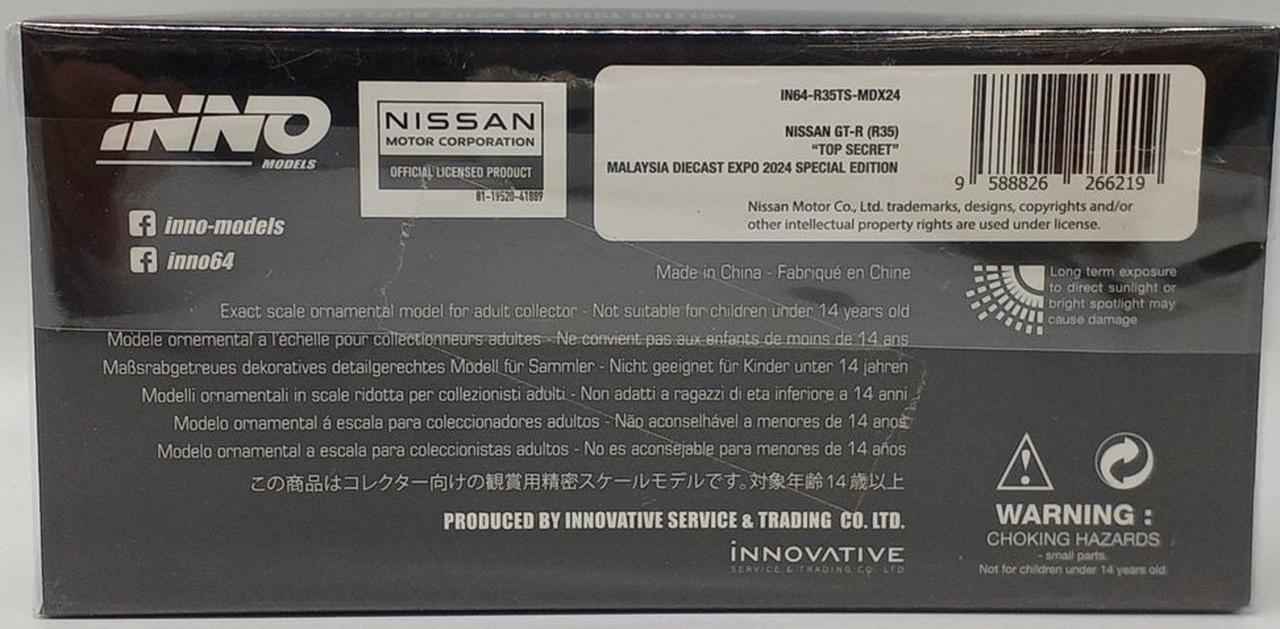 INNO
MODELS
inno-models
inno64
NISSAN
MOTOR CORPORATION
OFFICIAL LICENSED PRODUCT
81-19520-41889
IN64-R35TS-MDX24
NISSAN GT-R (R35)
“TOP SECRET”
MALAYSIA DIECAST EXPO 2024 SPECIAL EDITION
9 588826 266219
Nissan Motor Co., Ltd. trademarks, designs, copyrights and/or
other intellectual property rights are used under license.
Made in China - Fabriqué en Chine
Long term exposure
to direct sunlight or
bright spotlight may
cause damage
Exact scale ornamental model for adult collector - Not suitable for children under 14 years old
Modele ornemental a l'échelle pour collectionneurs adultes - Ne convient pas aux enfants de moins de 14 ans
Maßsrabgetreues dekoratives detailgerechtes Modell für Sammler - Nicht geeignet für Kinder unter 14 jahren
Modelli ornamentali in scale ridotta per collezionisti adulti - Non adatti a ragazzi di eta inferiore a 14 anni
Modelo ornamental á escala para coleccionadores adultos - Não aconselhável a menores de 14 anos
Modelo ornamental a escala para coleccionistas adultos - No es aconsejable para menores de 14 años
この商品はコレクター向けの観賞用精密スケールモデルです。対象年齢14歳以上
PRODUCED BY INNOVATIVE SERVICE & TRADING CO. LTD.
INNOVATIVE
SERVICE & TRADING CO. LTD
WARNING :
CHOKING HAZARDS
- small parts.
Not for children under 14 years old